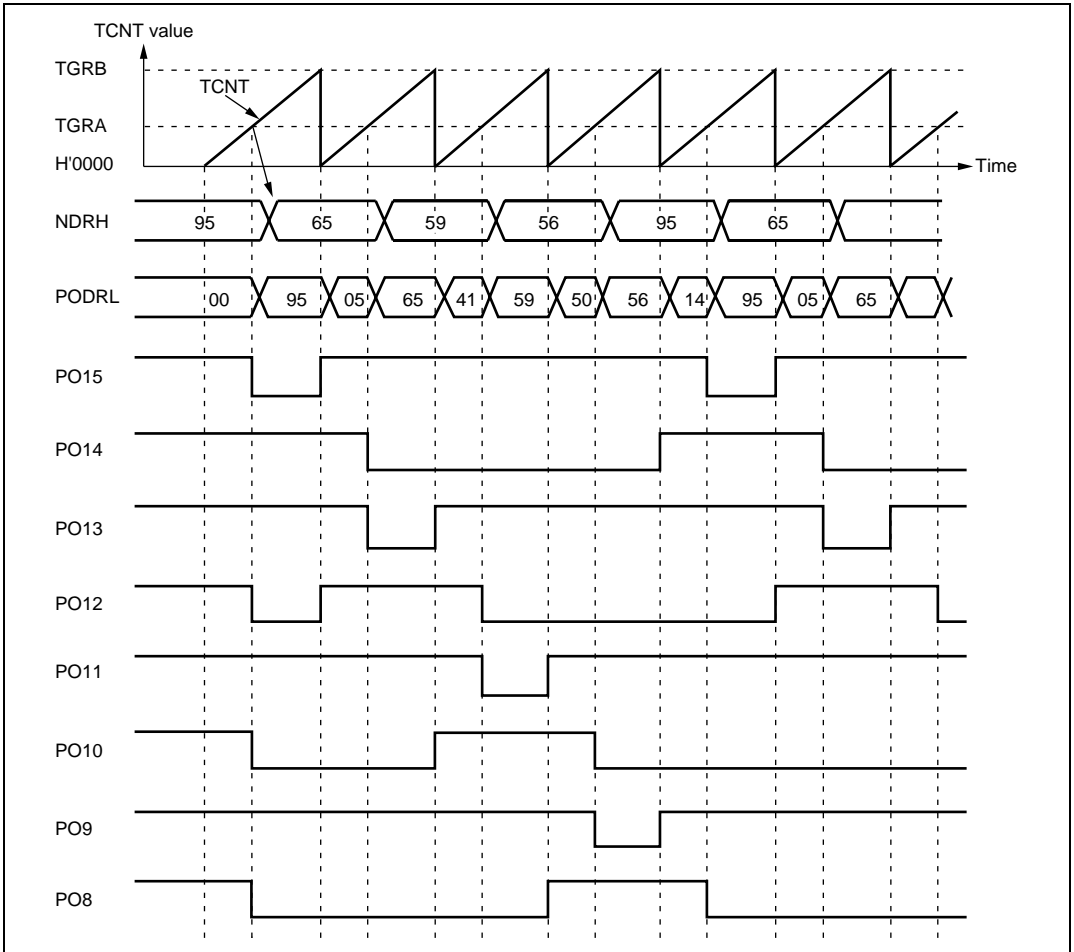 TCNT value
TGRB
TCNT
TGRA
H'0000
Time
NDRH 95 65 59 56 95 65
PODRL 00 95 05 65 41 59 50 56 14 95 05 65
PO15
PO14
PO13
PO12
PO11
PO10
PO9
PO8